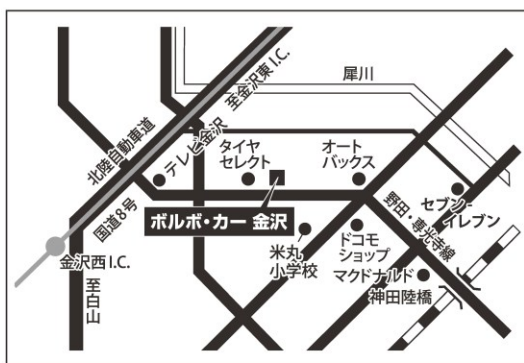 至金沢東I.C.
犀川
北陸自動車道
国道8号
テレビ金沢
タイヤ
セレクト
オート
バックス
ボルボ・カー 金沢
セブン-
イレブン
野田・専光寺線
米丸
小学校
ドコモ
ショップ
マクドナルド
神田陸橋
金沢西I.C.
至白山